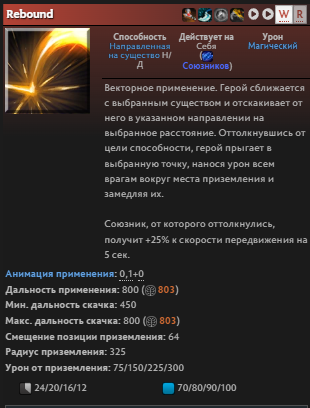 Rebound W R
Способность Действует на Урон
Направленная Себя Магический
на существо Н/ (
Д Союзников)
Векторное применение. Герой сближается
с выбранным существом и отскакивает от
него в указанном направлении на
выбранное расстояние. Оттолкнувшись от
цели способности, герой прыгает в
выбранную точку, нанося урон всем
врагам вокруг места приземления и
замедляя их.
Союзник, от которого оттолкнулись,
получит +25% к скорости передвижения на
5 сек.
Анимация применения: 0,1+0
Дальность применения: 800 (803)
Мин. дальность скачка: 450
Макс. дальность скачка: 800 (803)
Смещение позиции приземления: 64
Радиус приземления: 325
Урон от приземления: 75/150/225/300
24/20/16/12 70/80/90/100